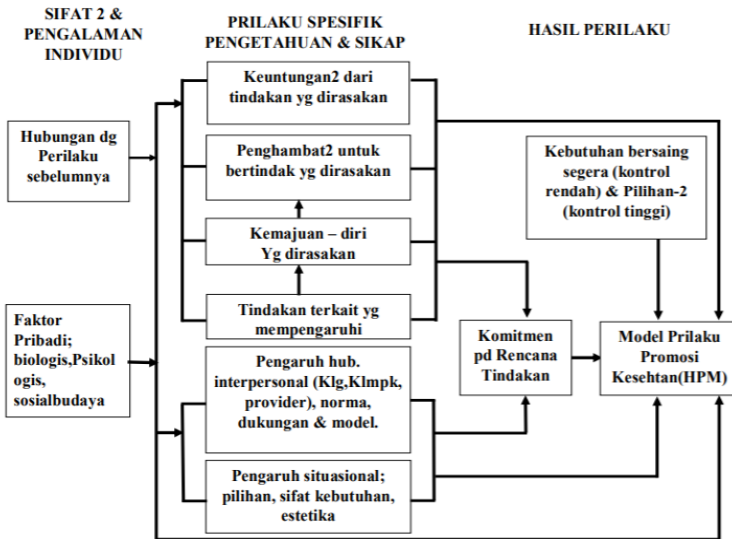 SIFAT 2 &
PENGALAMAN
INDIVIDU
PRILAKU SPESIFIK
PENGETAHUAN & SIKAP
HASIL PERILAKU
Hubungan dg
Perilaku
sebelumnya
Faktor
Pribadi;
biologis,Psikol
ogis,
sosialbudaya
Keuntungan2 dari
tindakan yg dirasakan
Penghambat2 untuk
bertindak yg dirasakan
Kemajuan – diri
Yg dirasakan
Tindakan terkait yg
mempengaruhi
Pengaruh hub.
interpersonal (Klg,Klmpk,
provider), norma,
dukungan & model.
Pengaruh situasional;
pilihan, sifat kebutuhan,
estetika
Kebutuhan bersaing
segera (kontrol
rendah) & Pilihan-2
(kontrol tinggi)
Komitmen
pd Rencana
Tindakan
Model Prilaku
Promosi
Kesehtan(HPM)